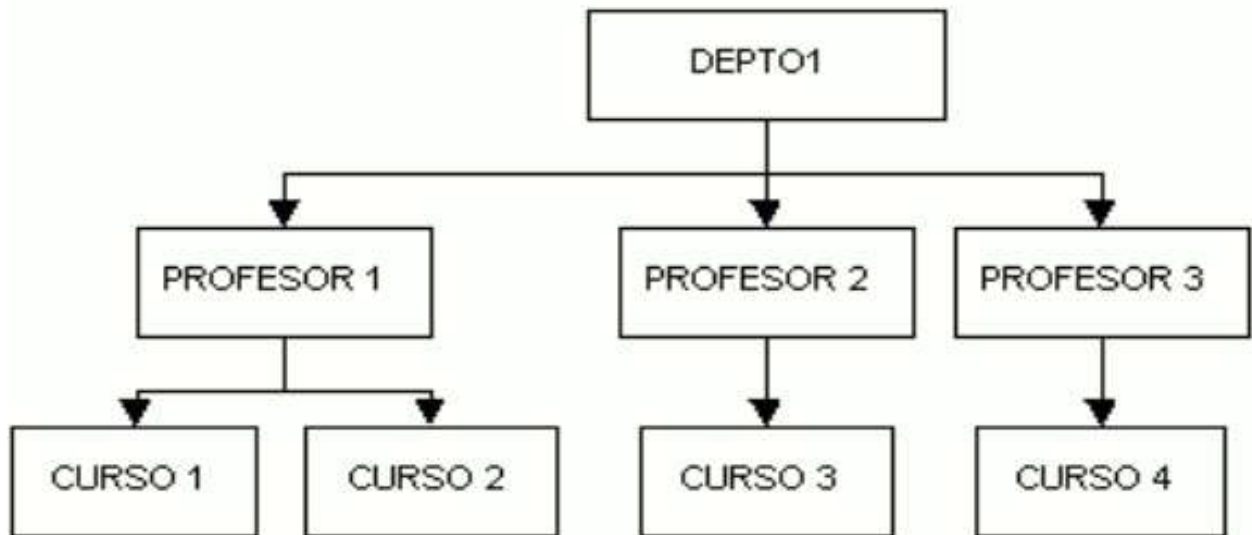 DEPTO1
PROFESOR 1
PROFESOR 2
PROFESOR 3
CURSO 1
CURSO 2
CURSO 3
CURSO 4